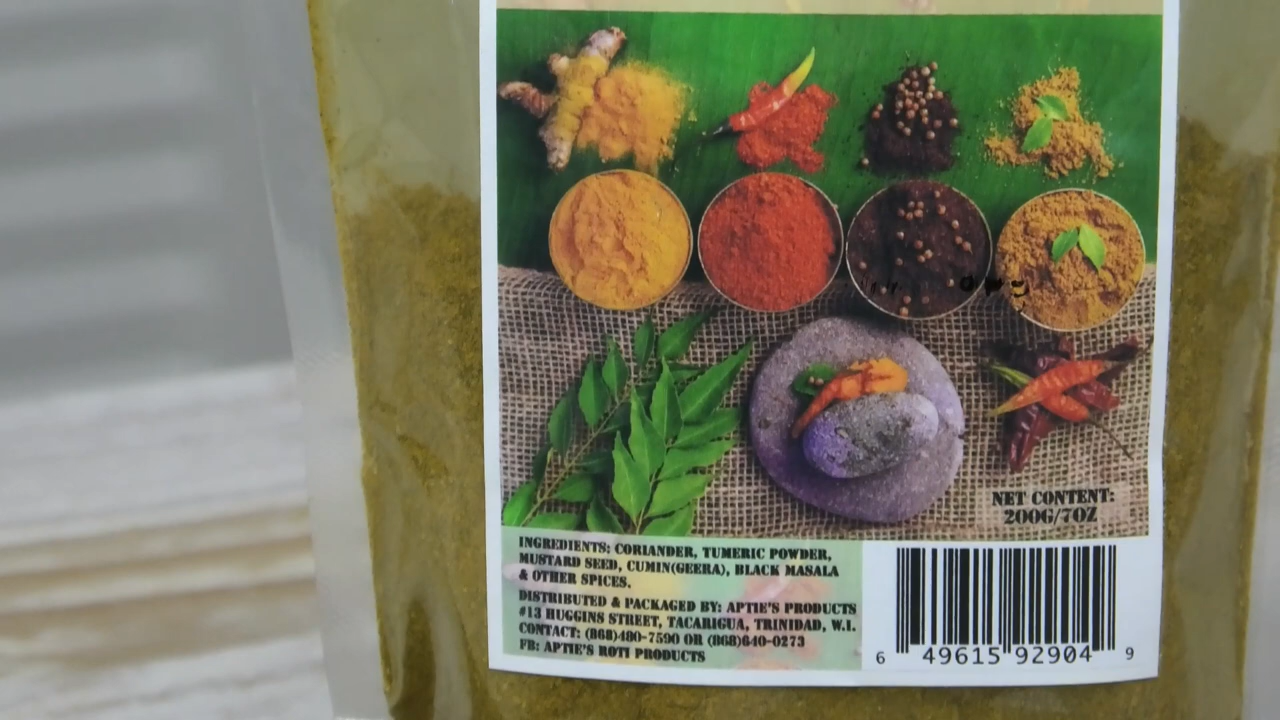 NET CONTENT:
200G/7OZ
INGREDIENTS: CORIANDER, TUMERIC POWDER,
MUSTARD SEED, CUMIN(GEERA), BLACK MASALA
& OTHER SPICES.
DISTRIBUTED & PACKAGED BY: APTIE'S PRODUCTS
#13 HUGGINS STREET, TACARIGUA, TRINIDAD, W.I.
CONTACT: (868)480-7590 OR (868)640-0273
FB: APTIE'S ROTI PRODUCTS
6 49615 92904 9